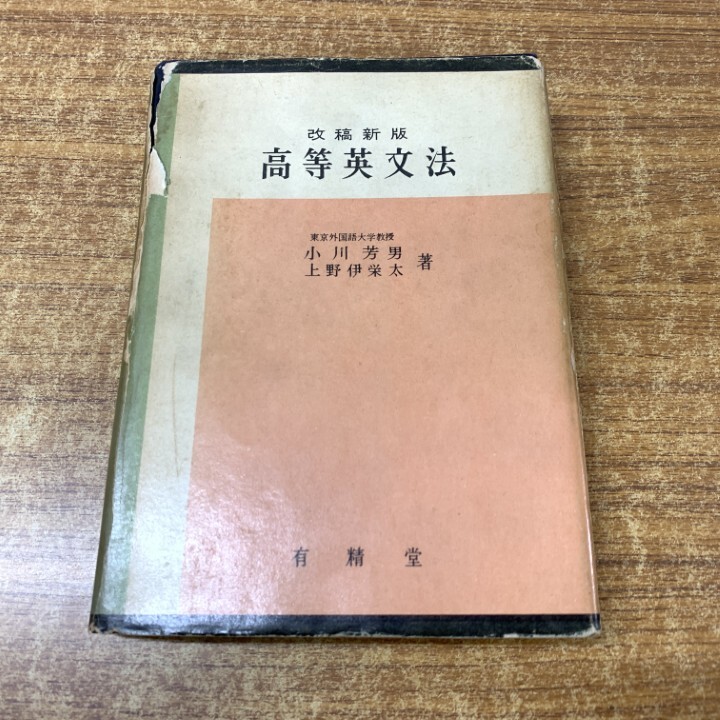 改稿新版
高等英文法
東京外国語大学教授
小川芳男
上野伊栄太
著
有精堂